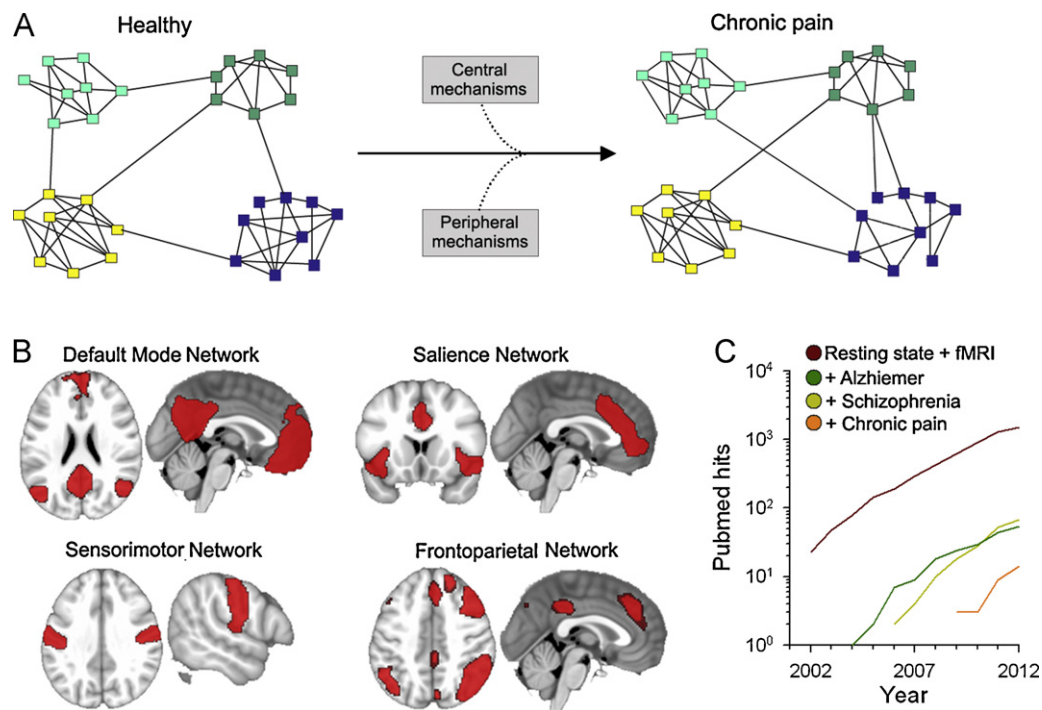 A
Healthy
Chronic pain
Central
mechanisms
Peripheral
mechanisms
B
Default Mode Network
Salience Network
Sensorimotor Network
Frontoparietal Network
C
Resting state + fMRI
+ Alzhiemer
+ Schizophrenia
+ Chronic pain
Pubmed hits
10⁴
10³
10²
10¹
10⁰
2002
2007
2012
Year